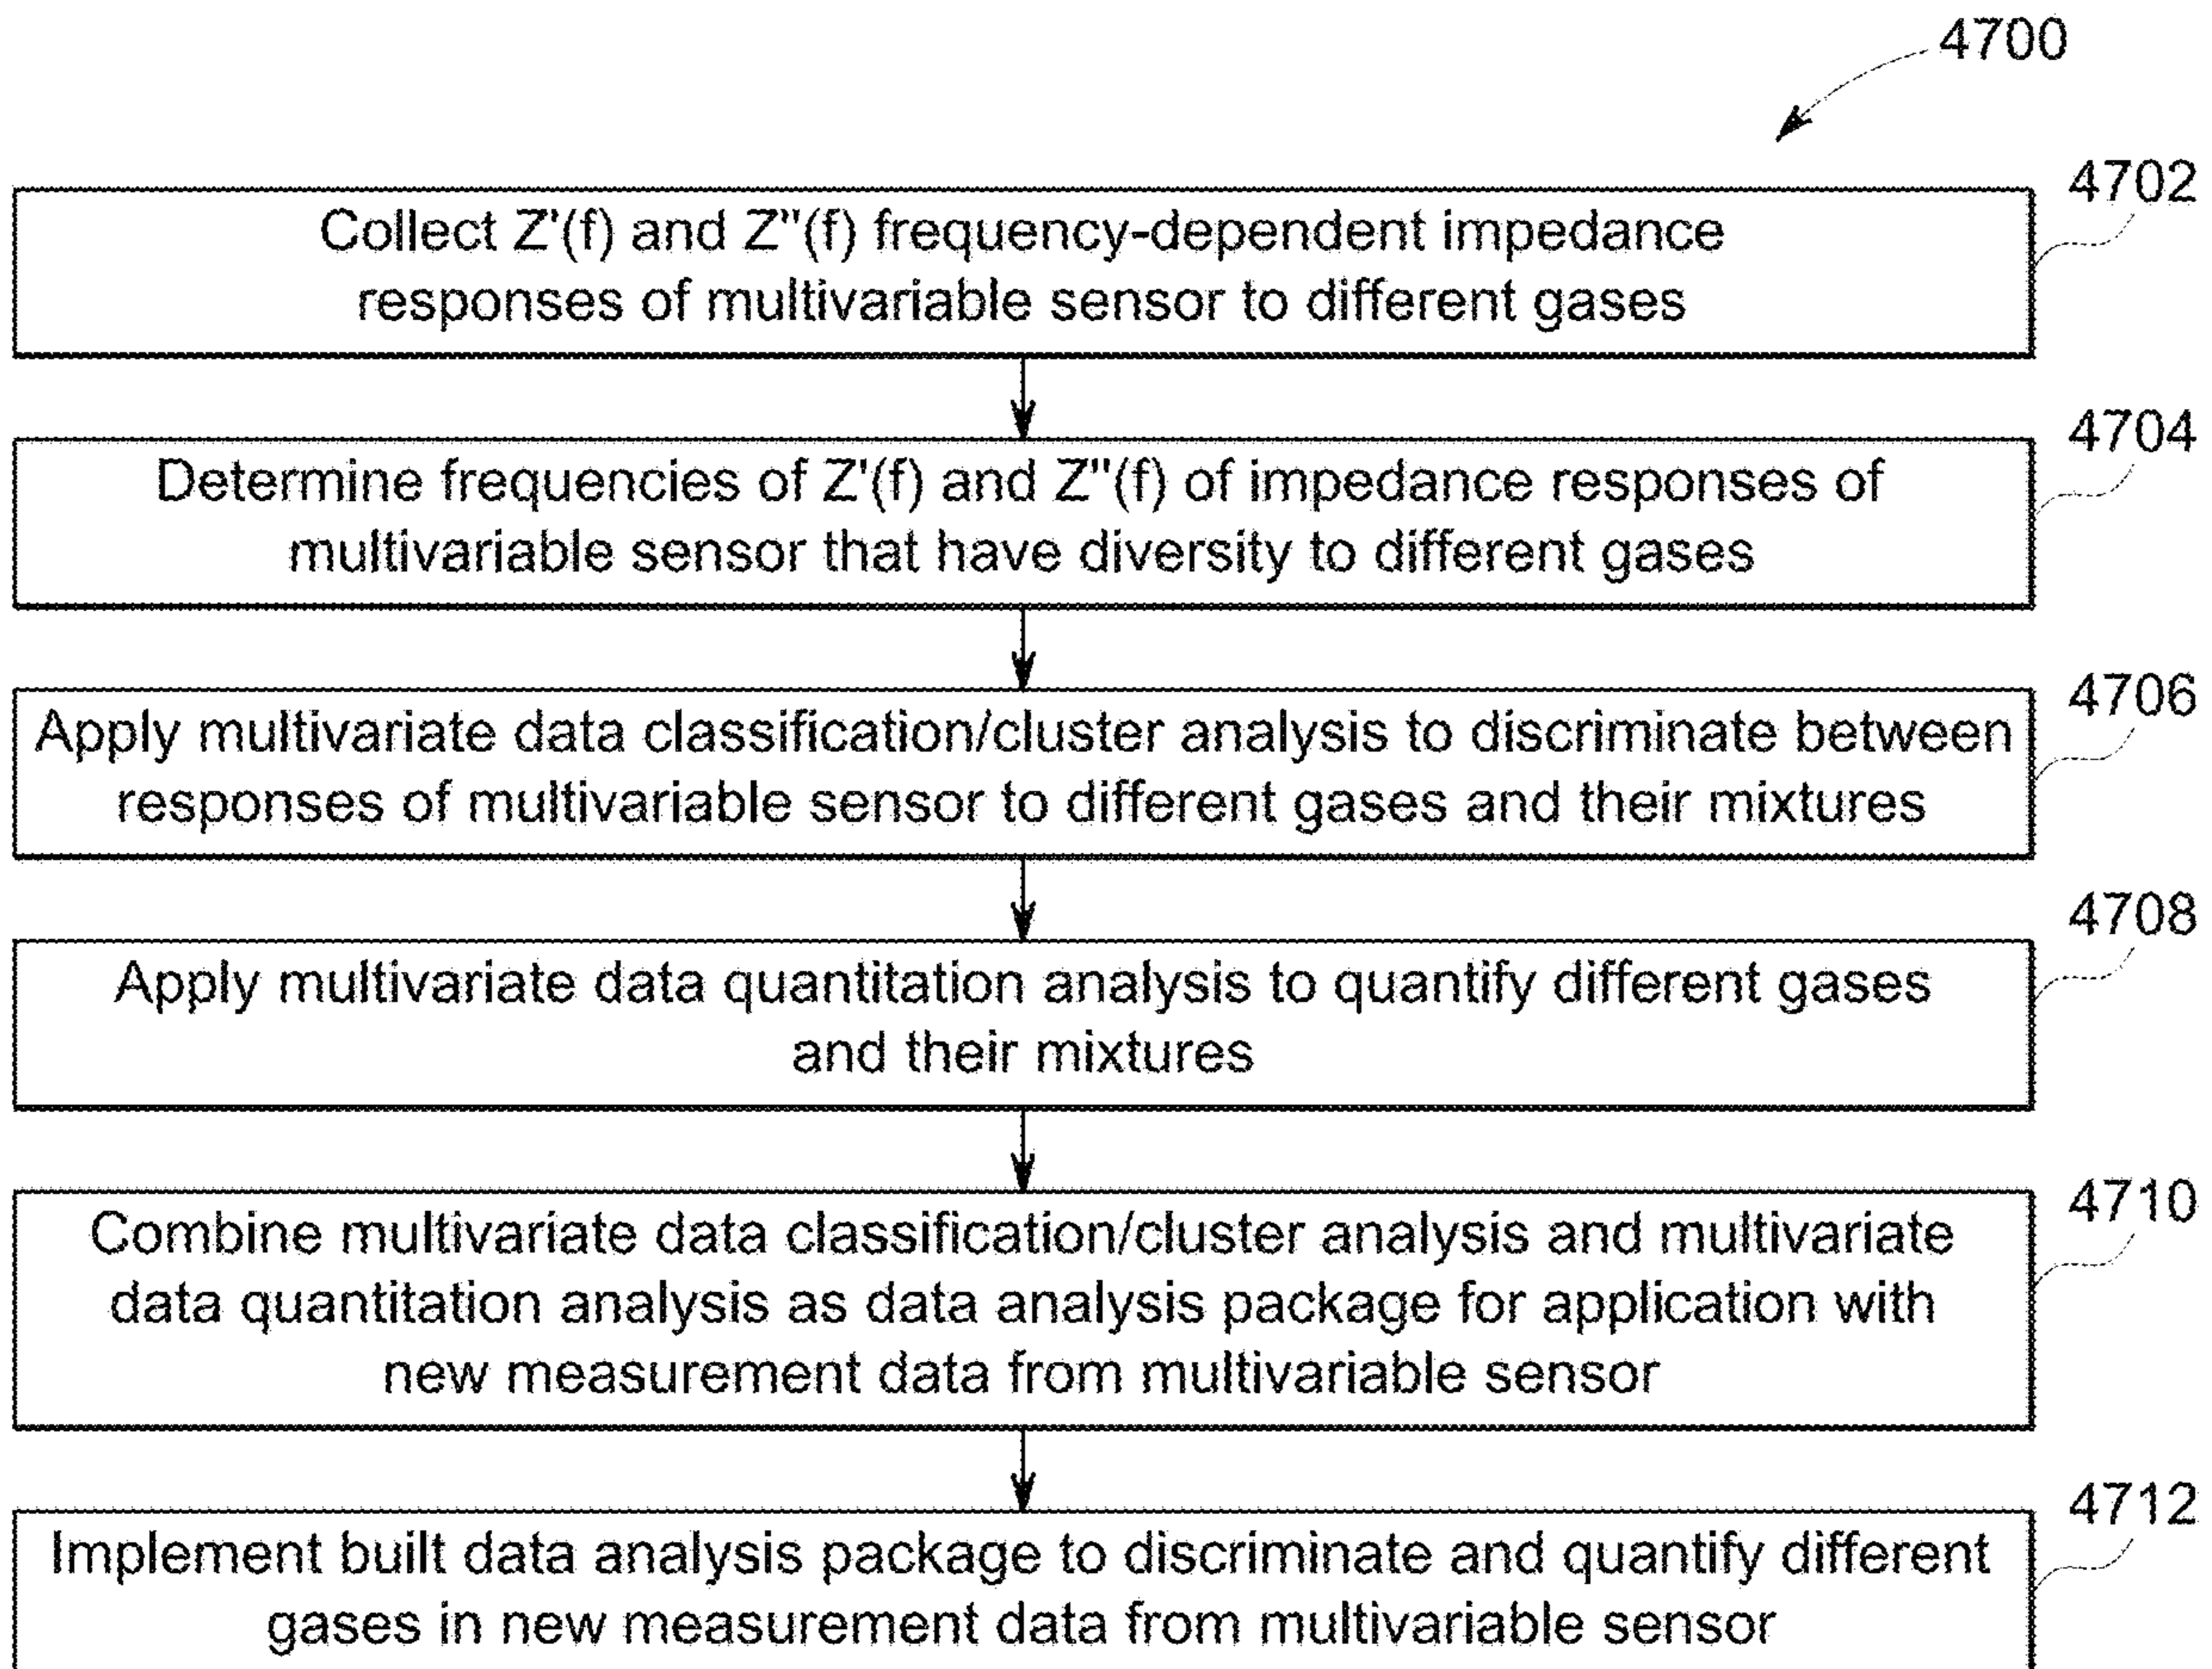 4700
4702
Collect Z'(f) and Z"(f) frequency-dependent impedance
responses of multivariable sensor to different gases
4704
Determine frequencies of Z'(f) and Z"(f) of impedance responses of
multivariable sensor that have diversity to different gases
4706
Apply multivariate data classification/cluster analysis to discriminate between
responses of multivariable sensor to different gases and their mixtures
4708
Apply multivariate data quantitation analysis to quantify different gases
and their mixtures
4710
Combine multivariate data classification/cluster analysis and multivariate
data quantitation analysis as data analysis package for application with
new measurement data from multivariable sensor
4712
Implement built data analysis package to discriminate and quantify different
gases in new measurement data from multivariable sensor